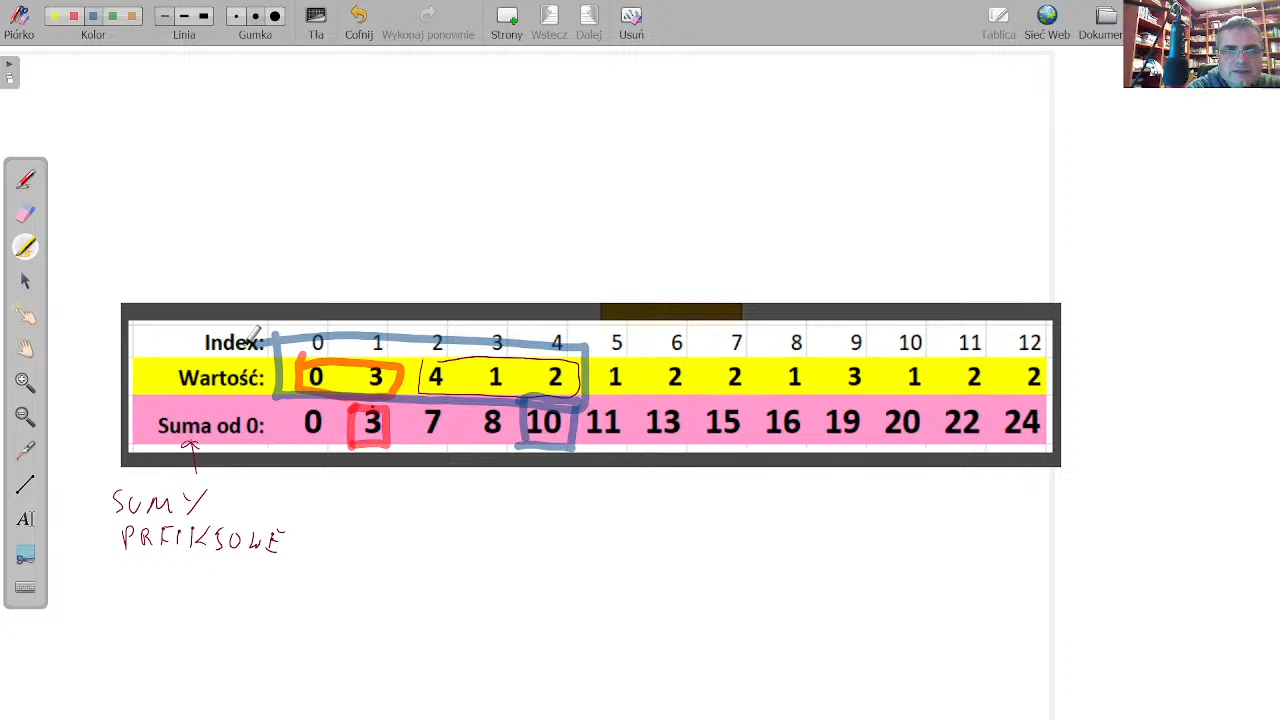 Piórko Kolor Linia Gumka Tła Cofnij Wykonaj ponownie Strony Wstecz Dalej Usuń Tablica Sieć Web Dokumen
Index: 0 1 2 3 4 5 6 7 8 9 10 11 12
Wartość: 0 3 4 1 2 1 2 2 1 3 1 2 2
Suma od 0: 0 3 7 8 10 11 13 15 16 19 20 22 24
SUMY
PREFIKSOWE